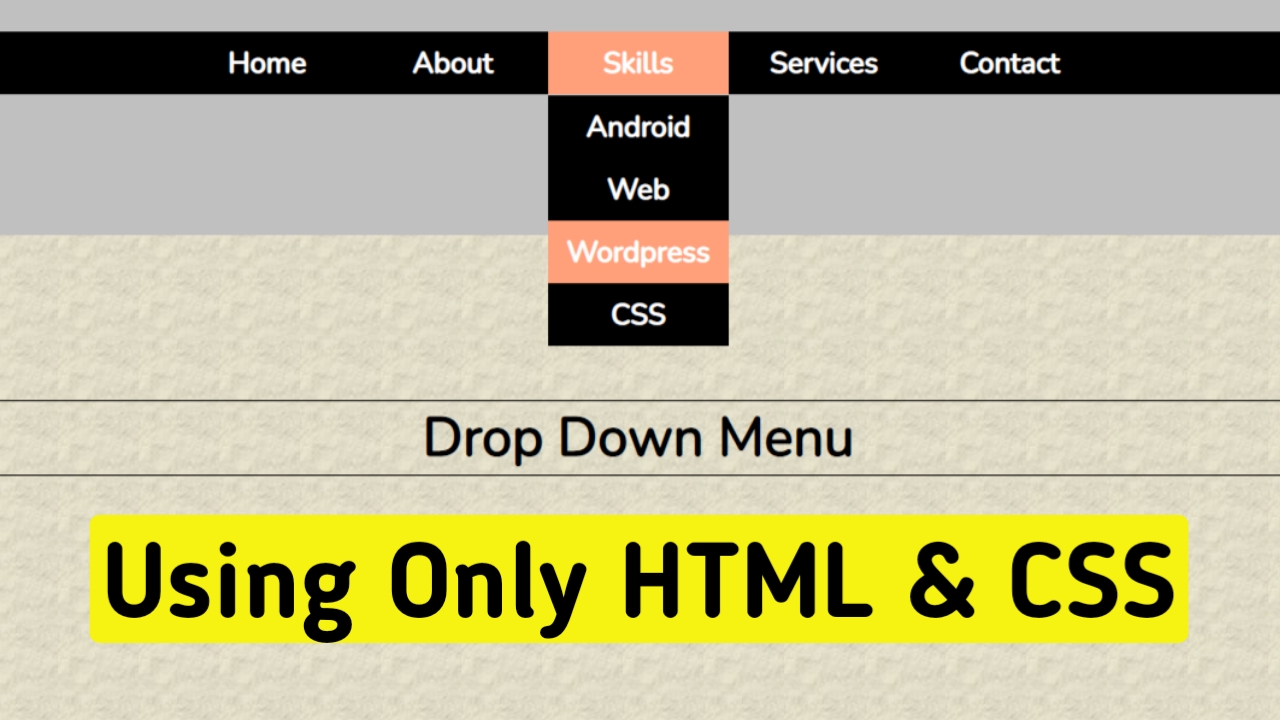 Home About Skills Services Contact
Android
Web
Wordpress
CSS
Drop Down Menu
Using Only HTML & CSS